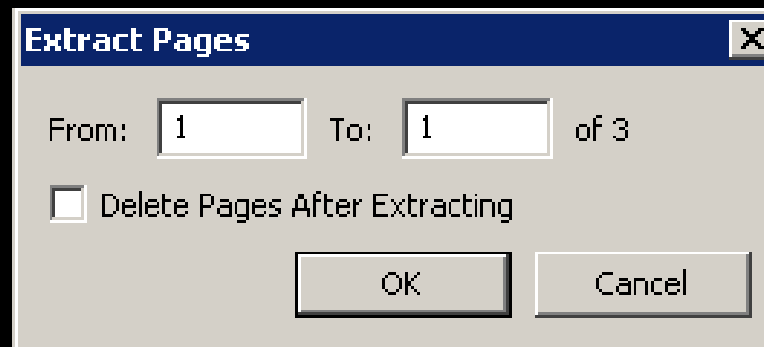 Extract Pages
From: 1 To: 1 of 3
Delete Pages After Extracting
OK Cancel